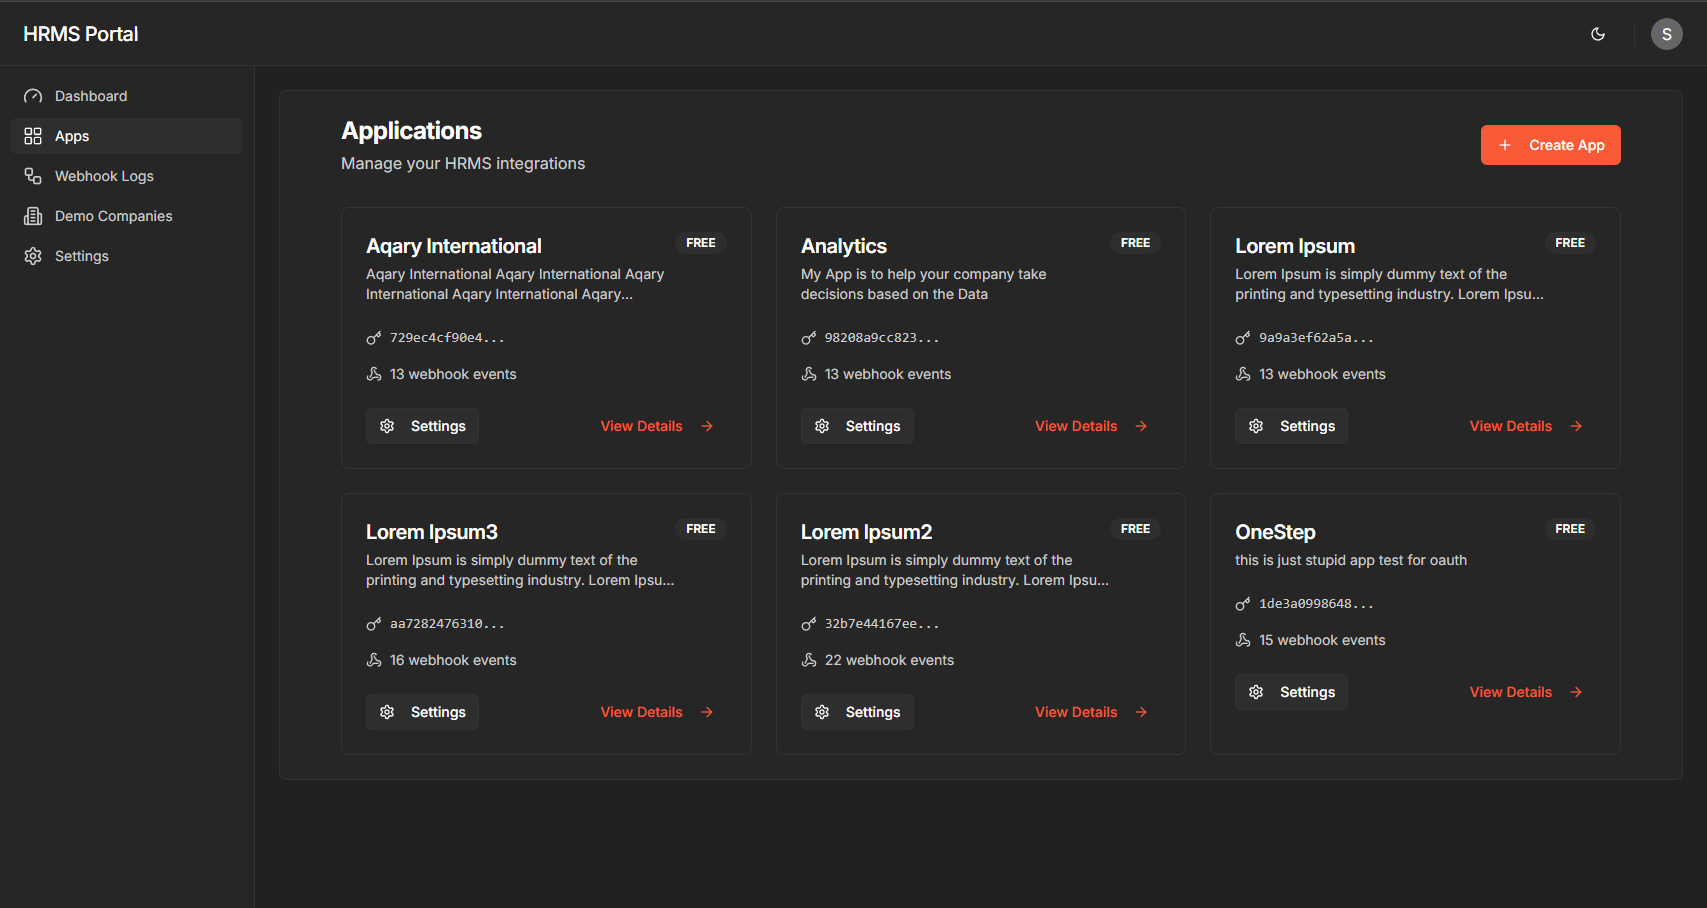 HRMS Portal
S
Dashboard
Apps
Webhook Logs
Demo Companies
Settings
Applications
Manage your HRMS integrations
Create App
Aqary International
FREE
Aqary International Aqary International Aqary
International Aqary International Aqary...
729ec4cf90e4...
13 webhook events
Settings
View Details
Analytics
FREE
My App is to help your company take
decisions based on the Data
98208a9cc823...
13 webhook events
Settings
View Details
Lorem Ipsum
FREE
Lorem Ipsum is simply dummy text of the
printing and typesetting industry. Lorem Ipsu...
9a9a3ef62a5a...
13 webhook events
Settings
View Details
Lorem Ipsum3
FREE
Lorem Ipsum is simply dummy text of the
printing and typesetting industry. Lorem Ipsu...
aa7282476310...
16 webhook events
Settings
View Details
Lorem Ipsum2
FREE
Lorem Ipsum is simply dummy text of the
printing and typesetting industry. Lorem Ipsu...
32b7e44167ee...
22 webhook events
Settings
View Details
OneStep
FREE
this is just stupid app test for oauth
1de3a0998648...
15 webhook events
Settings
View Details